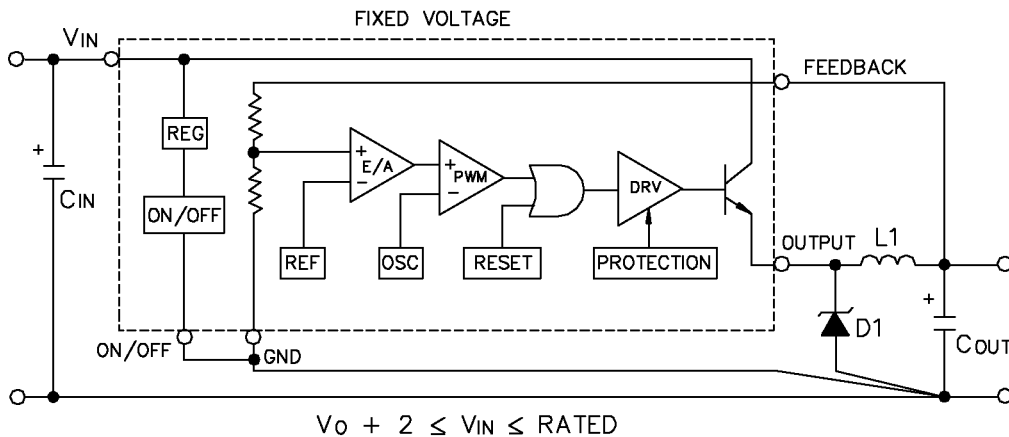 FIXED VOLTAGE
VIN
FEEDBACK
REG
+
E/A
−
+
PWM
−
DRV
+
CIN
ON/OFF
REF
OSC
RESET
PROTECTION
OUTPUT
L1
+
D1
COUT
ON/OFF
GND
VO + 2 ≤ VIN ≤ RATED